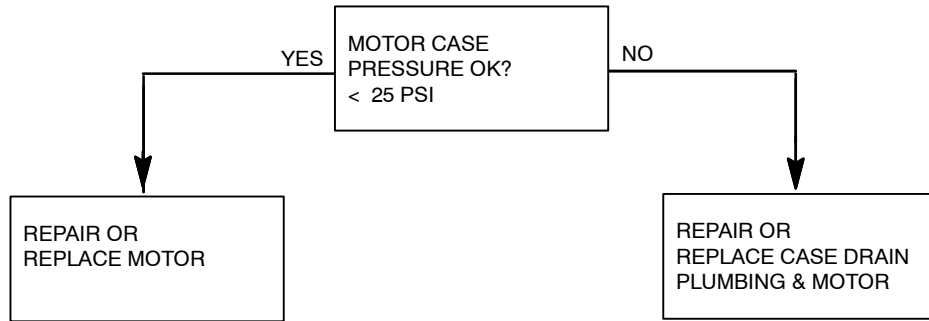 MOTOR CASE
PRESSURE OK?
< 25 PSI
YES
NO
REPAIR OR
REPLACE MOTOR
REPAIR OR
REPLACE CASE DRAIN
PLUMBING & MOTOR